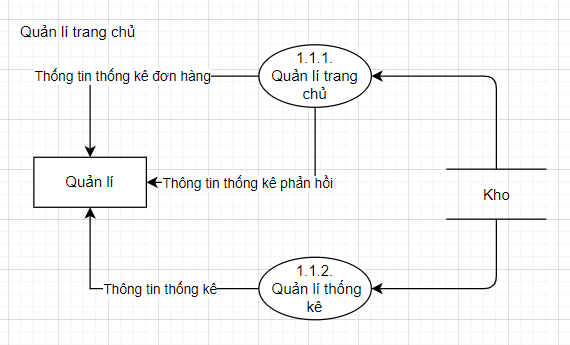 Quản lí trang chủ
1.1.1.
Quản lí trang
chủ
Thống tin thống kê đơn hàng
Quản lí
Thông tin thống kê phản hồi
Kho
1.1.2.
Quản lí thống
kê
Thông tin thống kê